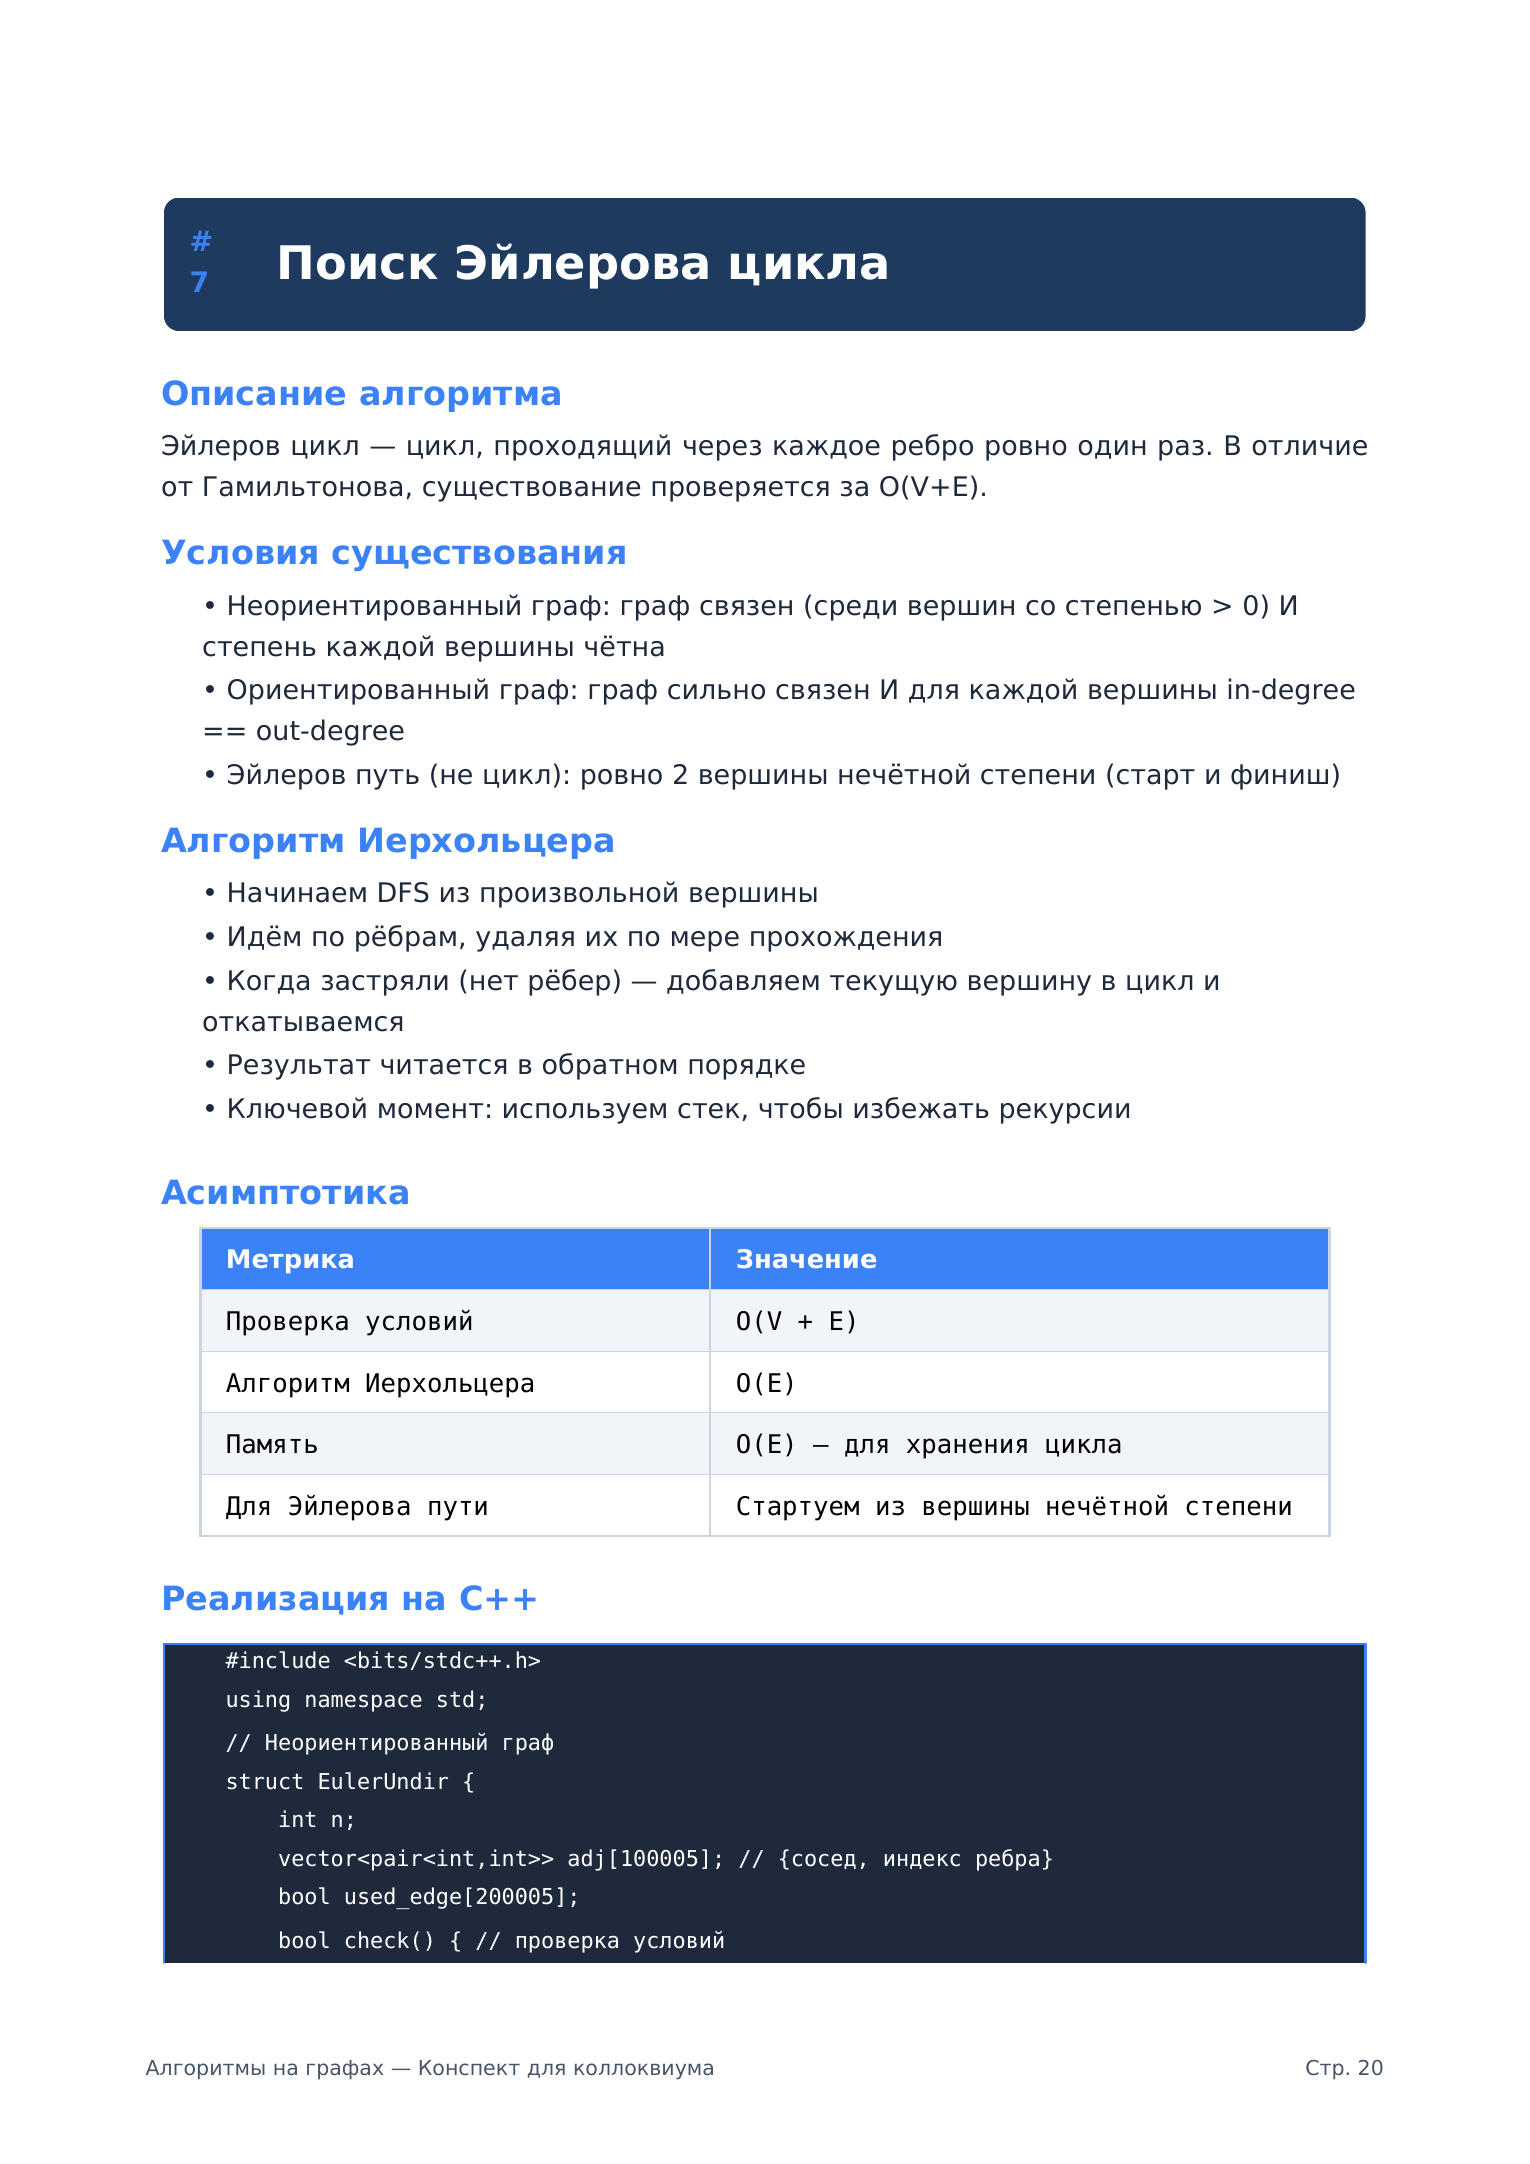 #
7
Поиск Эйлерова цикла
Описание алгоритма
Эйлеров цикл — цикл, проходящий через каждое ребро ровно один раз. В отличие
от Гамильтонова, существование проверяется за O(V+E).
Условия существования
• Неориентированный граф: граф связен (среди вершин со степенью > 0) И
степень каждой вершины чётна
• Ориентированный граф: граф сильно связен И для каждой вершины in-degree
== out-degree
• Эйлеров путь (не цикл): ровно 2 вершины нечётной степени (старт и финиш)
Алгоритм Иерхольцера
• Начинаем DFS из произвольной вершины
• Идём по рёбрам, удаляя их по мере прохождения
• Когда застряли (нет рёбер) — добавляем текущую вершину в цикл и
откатываемся
• Результат читается в обратном порядке
• Ключевой момент: используем стек, чтобы избежать рекурсии
Асимптотика
Метрика Значение
Проверка условий O(V + E)
Алгоритм Иерхольцера O(E)
Память O(E) — для хранения цикла
Для Эйлерова пути Стартуем из вершины нечётной степени
Реализация на C++
#include <bits/stdc++.h>
using namespace std;
// Неориентированный граф
struct EulerUndir {
    int n;
    vector<pair<int,int>> adj[100005]; // {сосед, индекс ребра}
    bool used_edge[200005];
    bool check() { // проверка условий
Алгоритмы на графах — Конспект для коллоквиума Стр. 20